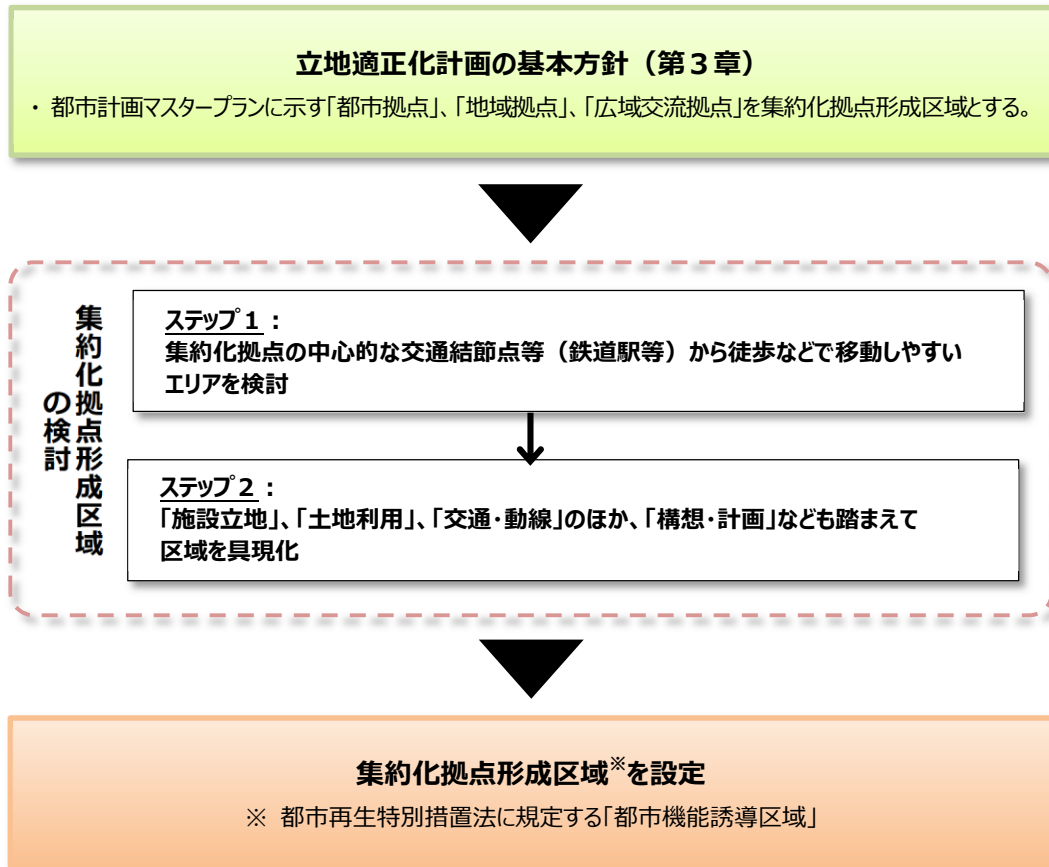 立地適正化計画の基本方針（第３章）
・ 都市計画マスタープランに示す「都市拠点」、「地域拠点」、「広域交流拠点」を集約化拠点形成区域とする。
集約化拠点形成区域
の検討
ステップ１：
集約化拠点の中心的な交通結節点等（鉄道駅等）から徒歩などで移動しやすい
エリアを検討
ステップ２：
「施設立地」、「土地利用」、「交通・動線」のほか、「構想・計画」なども踏まえて
区域を具現化
集約化拠点形成区域※を設定
※ 都市再生特別措置法に規定する「都市機能誘導区域」